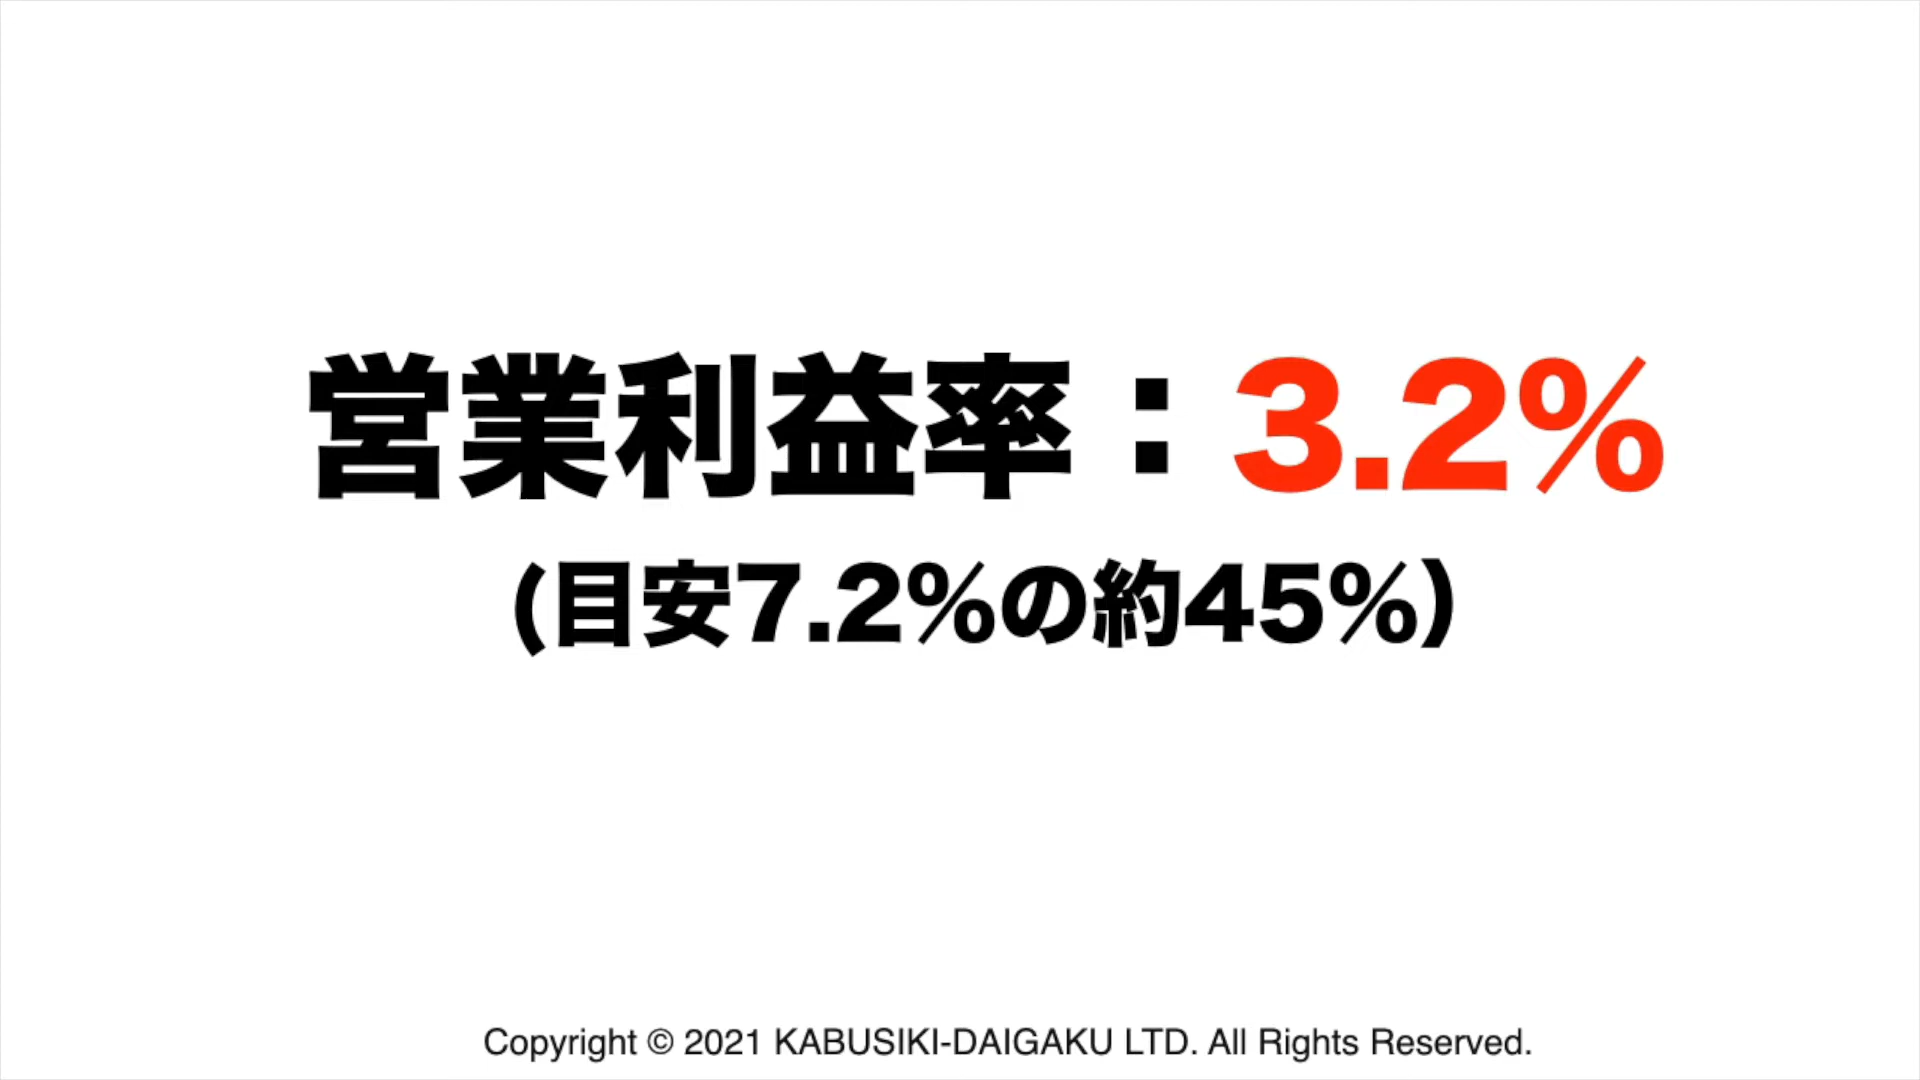 営業利益率：3.2%
(目安7.2%の約45%）
Copyright © 2021 KABUSIKI-DAIGAKU LTD. All Rights Reserved.